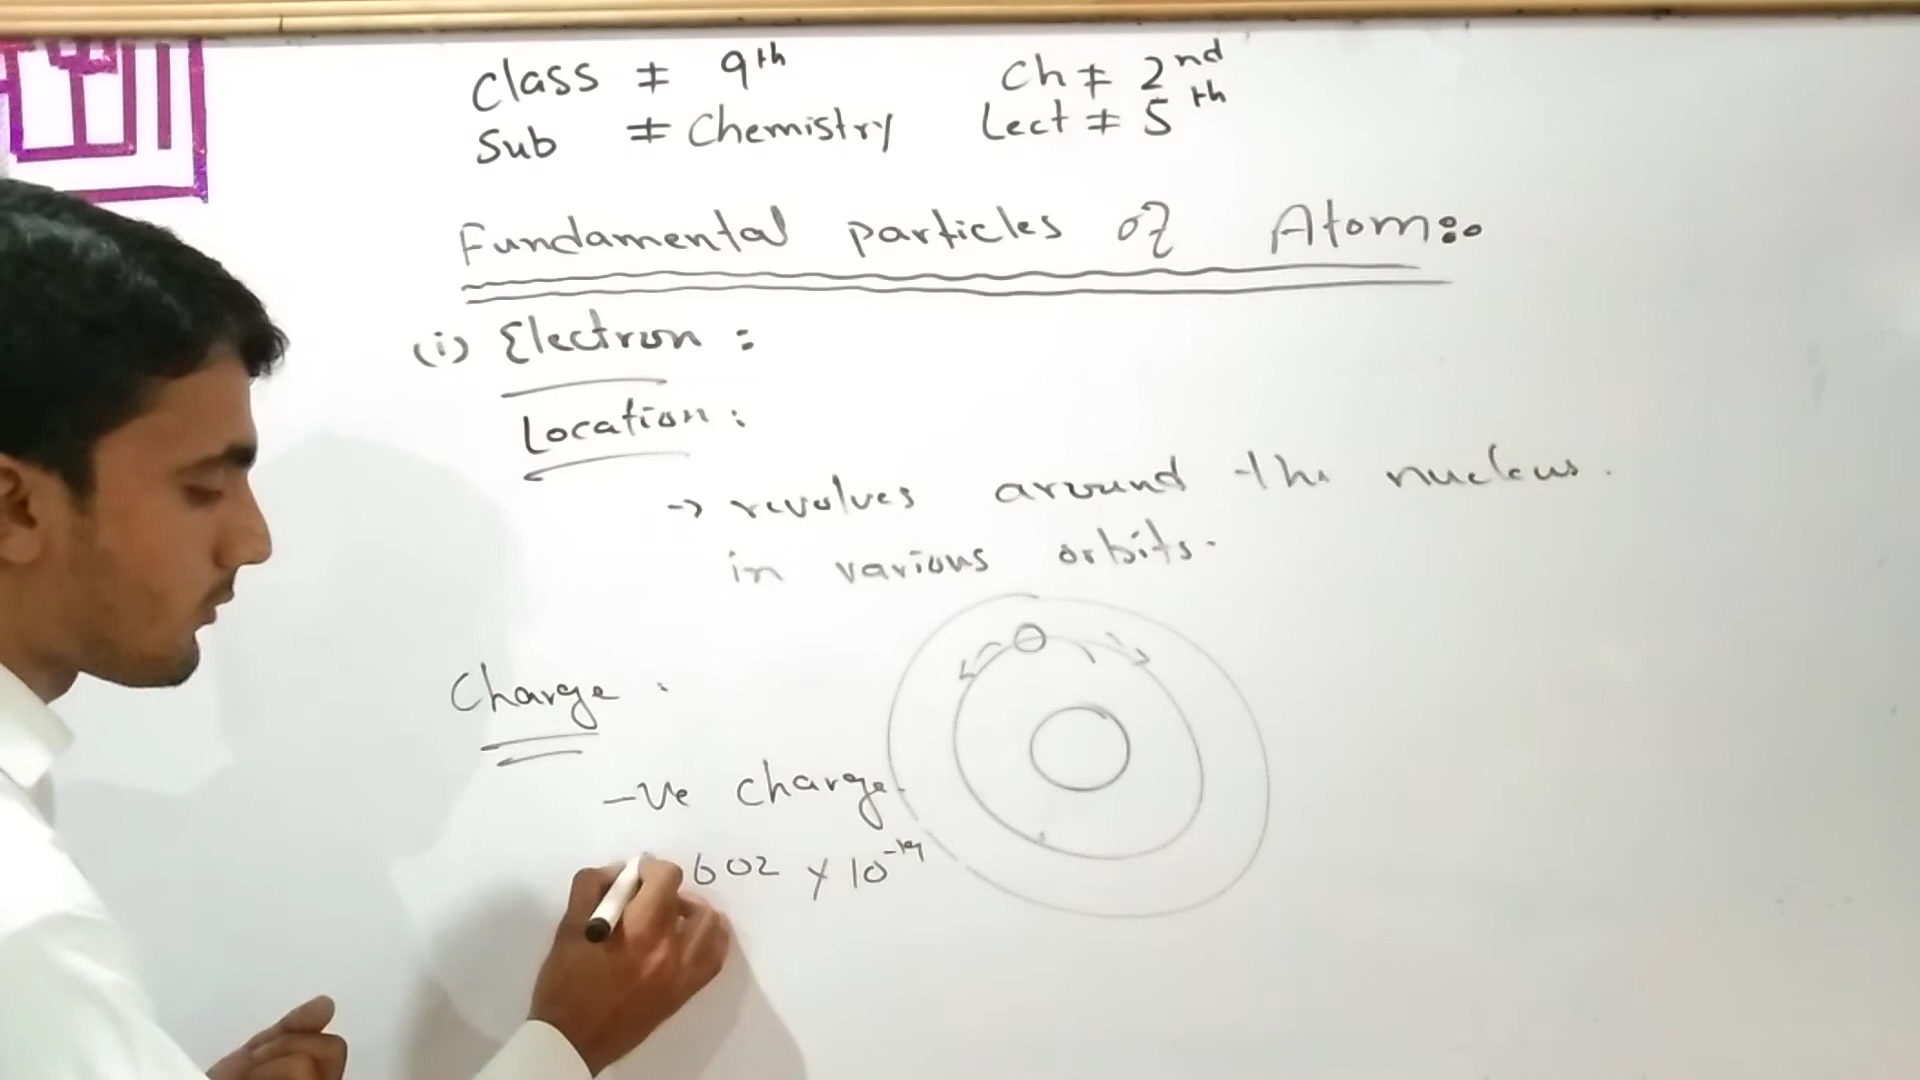 Class ≠ 9th Ch ≠ 2nd
Sub ≠ Chemistry Lect ≠ 5th
Fundamental particles of Atom:
(i) Electron :
Location :
→ revolves around the nucleus.
in various orbits.
Charge :
-ve charge.
602 × 10⁻¹⁹